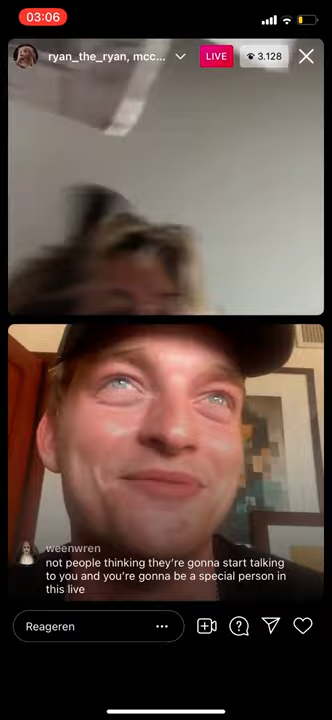 03:06
ryan_the_ryan, mcc...
LIVE
3.128
weenwren
not people thinking they're gonna start talking
to you and you're gonna be a special person in
this live
Reageren